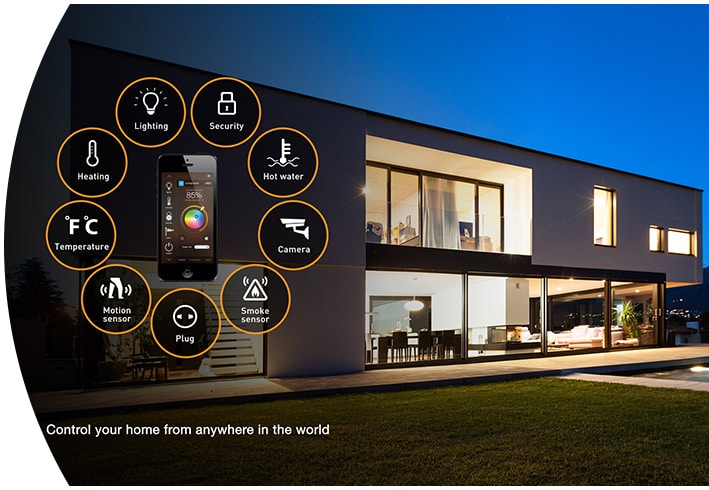 Lighting
Security
Heating
Hot water
°F°C
Temperature
Camera
Motion
sensor
Smoke
sensor
Plug
85%
Control your home from anywhere in the world